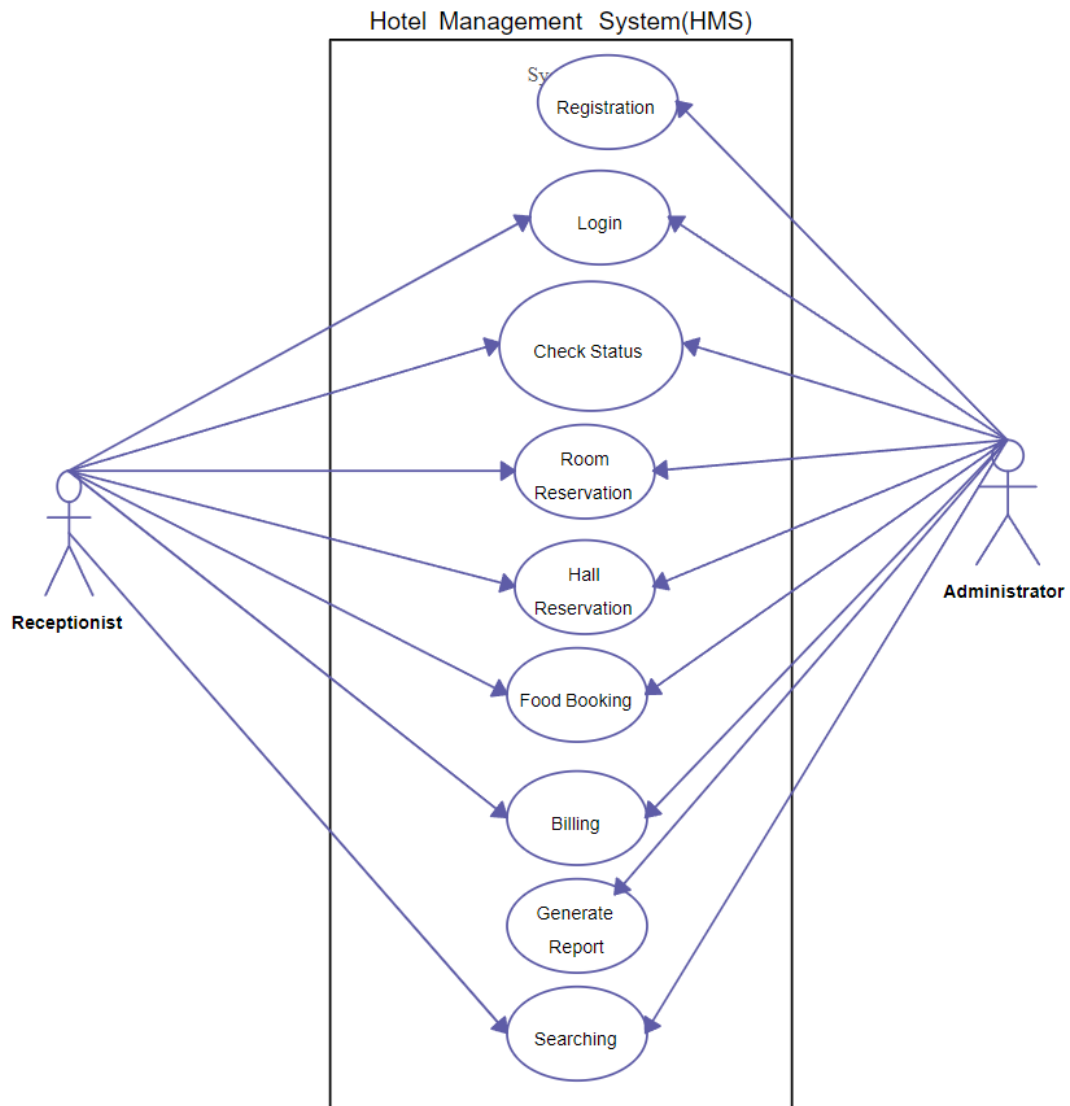 Hotel Management System(HMS)
Registration
Login
Check Status
Room
Reservation
Hall
Reservation
Receptionist
Administrator
Food Booking
Billing
Generate
Report
Searching